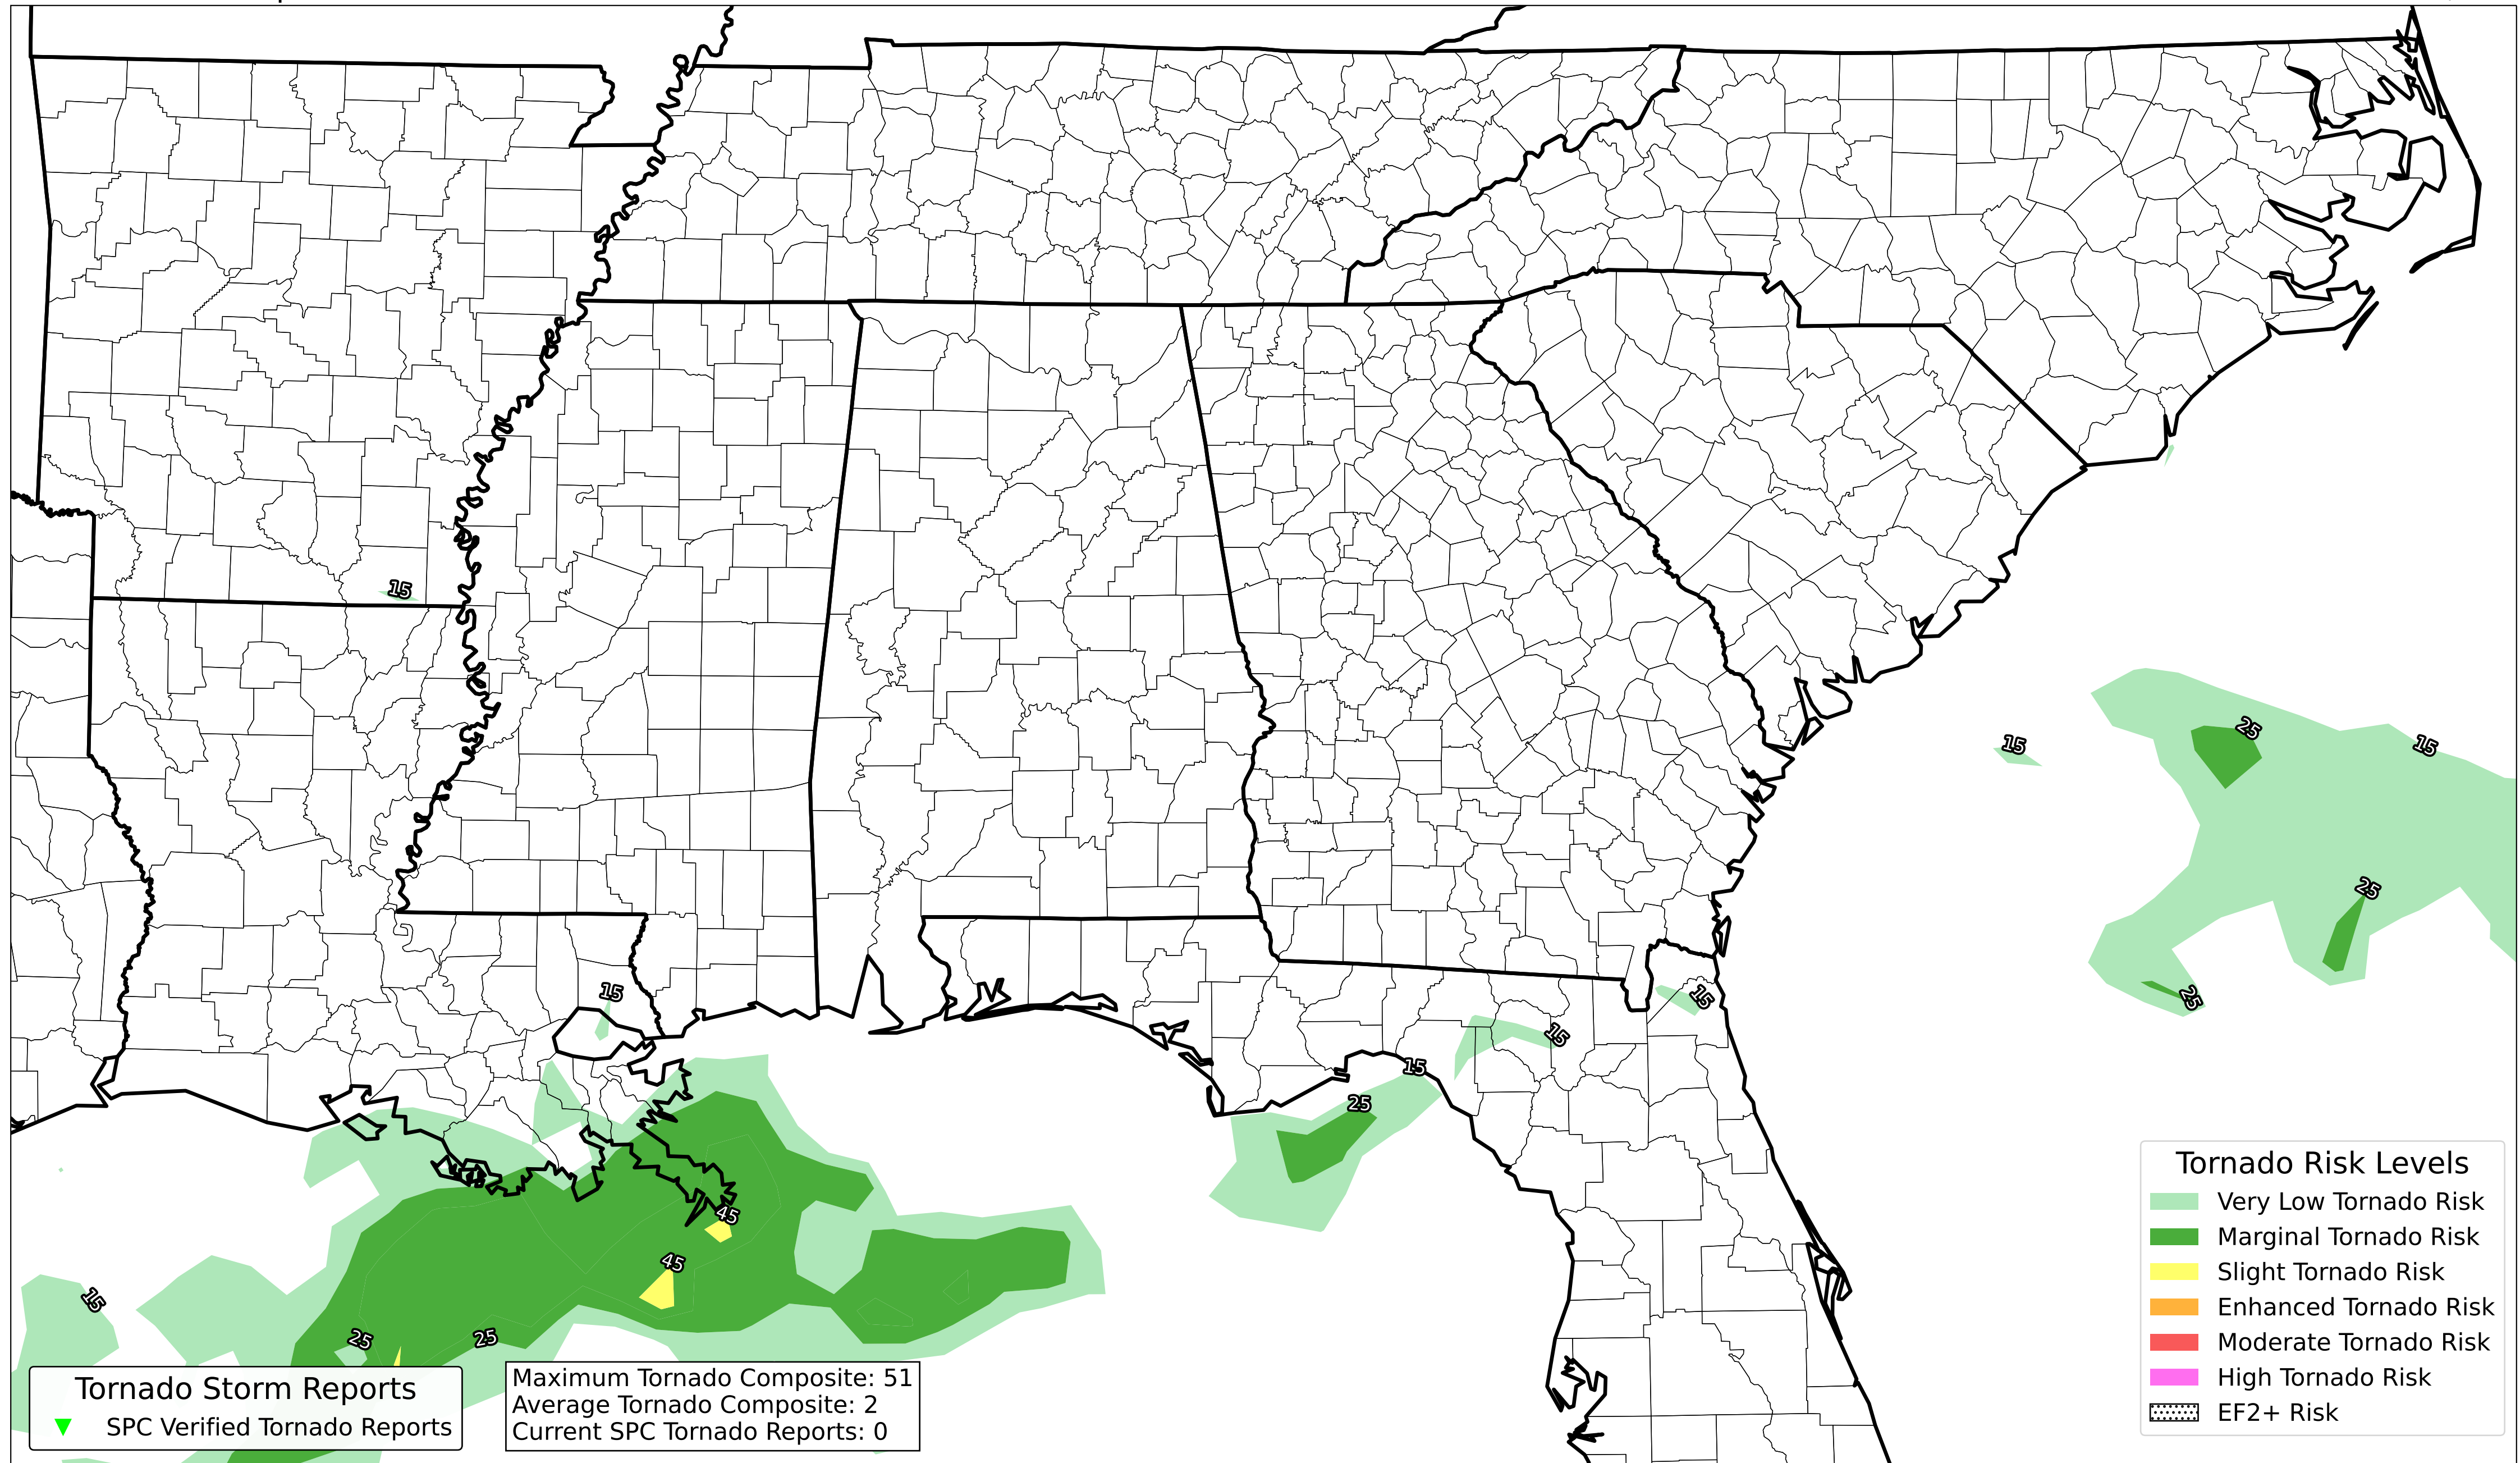 15
15
25
15
15
25
25
15
15
15
15
25
45
45
15
25
25
Tornado Risk Levels
Very Low Tornado Risk
Marginal Tornado Risk
Slight Tornado Risk
Enhanced Tornado Risk
Moderate Tornado Risk
High Tornado Risk
EF2+ Risk
Tornado Storm Reports
SPC Verified Tornado Reports
Maximum Tornado Composite: 51
Average Tornado Composite: 2
Current SPC Tornado Reports: 0